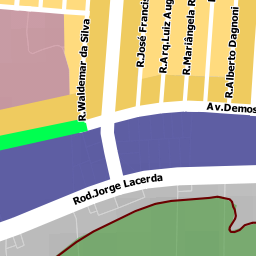 R.Waldemar da Silva
R.José Francis
R.Arq.Luiz Aug
R.Mariângela R
R.Alberto Dagnoni
Av.Demos
Rod.Jorge Lacerda